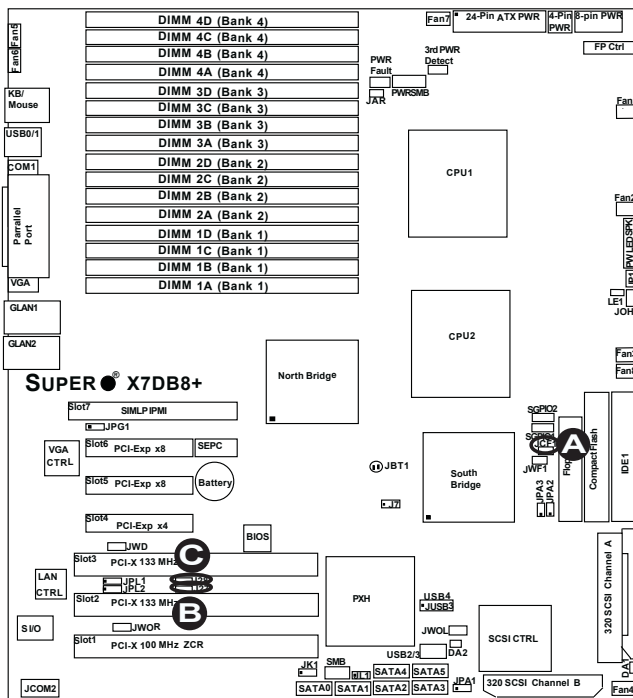 DIMM 4D (Bank 4)
DIMM 4C (Bank 4)
DIMM 4B (Bank 4)
DIMM 4A (Bank 4)
DIMM 3D (Bank 3)
DIMM 3C (Bank 3)
DIMM 3B (Bank 3)
DIMM 3A (Bank 3)
DIMM 2D (Bank 2)
DIMM 2C (Bank 2)
DIMM 2B (Bank 2)
DIMM 2A (Bank 2)
DIMM 1D (Bank 1)
DIMM 1C (Bank 1)
DIMM 1B (Bank 1)
DIMM 1A (Bank 1)
Fan6 Fan5
KB/
Mouse
USB0/1
COM1
Parrallel
Port
VGA
GLAN1
GLAN2
Fan7
24-Pin ATX PWR
4-Pin
PWR
8-pin PWR
FP Ctrl
3rd PWR
Detect
PWR
Fault
PWRSMB
JAR
CPU1
CPU2
Fan2
PWLEDSPK
LE1
JOH
North Bridge
SUPER ® X7DB8+
Slot7
SIMLP IPMI
JPG1
Slot6
PCI-Exp x8
SEPC
VGA
CTRL
Slot5
PCI-Exp x8
Battery
Slot4
PCI-Exp x4
BIOS
JWD
C
Slot3
PCI-X 133 MHz
LAN
CTRL
JPL1
JPL2
Slot2
PCI-X 133 MHz
B
S I/O
JWOR
Slot1
PCI-X 100 MHz ZCR
JCOM2
JBT1
J7
South
Bridge
SGPIO2
JCF1
A
JWF1
JPA3
JPA2
Compact Flash
IDE1
PXH
USB4
JUSB3
JWOL
USB2/3
DA2
SCSI CTRL
320 SCSI Channel A
DA1
320 SCSI Channel B
JK1
SMB
SATA4
SATA5
SATA0
SATA1
SATA2
SATA3
JPA1